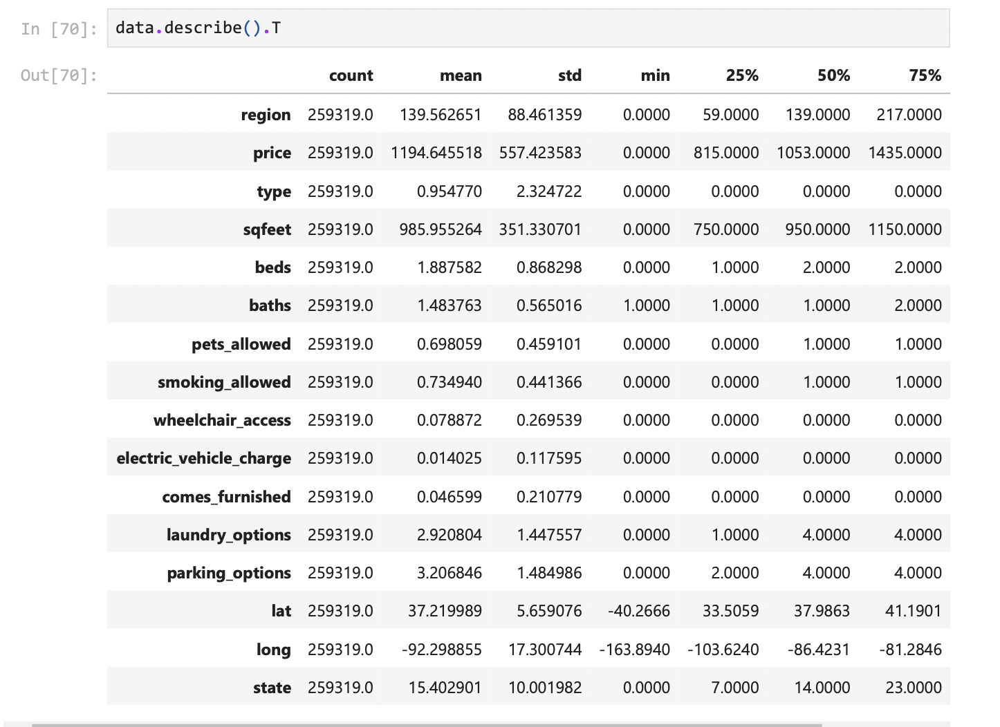 In [70]: data.describe().T
Out[70]:
count mean std min 25% 50% 75%
region 259319.0 139.562651 88.461359 0.0000 59.0000 139.0000 217.0000
price 259319.0 1194.645518 557.423583 0.0000 815.0000 1053.0000 1435.0000
type 259319.0 0.954770 2.324722 0.0000 0.0000 0.0000 0.0000
sqfeet 259319.0 985.955264 351.330701 0.0000 750.0000 950.0000 1150.0000
beds 259319.0 1.887582 0.868298 0.0000 1.0000 2.0000 2.0000
baths 259319.0 1.483763 0.565016 1.0000 1.0000 1.0000 2.0000
pets_allowed 259319.0 0.698059 0.459101 0.0000 0.0000 1.0000 1.0000
smoking_allowed 259319.0 0.734940 0.441366 0.0000 0.0000 1.0000 1.0000
wheelchair_access 259319.0 0.078872 0.269539 0.0000 0.0000 0.0000 0.0000
electric_vehicle_charge 259319.0 0.014025 0.117595 0.0000 0.0000 0.0000 0.0000
comes_furnished 259319.0 0.046599 0.210779 0.0000 0.0000 0.0000 0.0000
laundry_options 259319.0 2.920804 1.447557 0.0000 1.0000 4.0000 4.0000
parking_options 259319.0 3.206846 1.484986 0.0000 2.0000 4.0000 4.0000
lat 259319.0 37.219989 5.659076 -40.2666 33.5059 37.9863 41.1901
long 259319.0 -92.298855 17.300744 -163.8940 -103.6240 -86.4231 -81.2846
state 259319.0 15.402901 10.001982 0.0000 7.0000 14.0000 23.0000